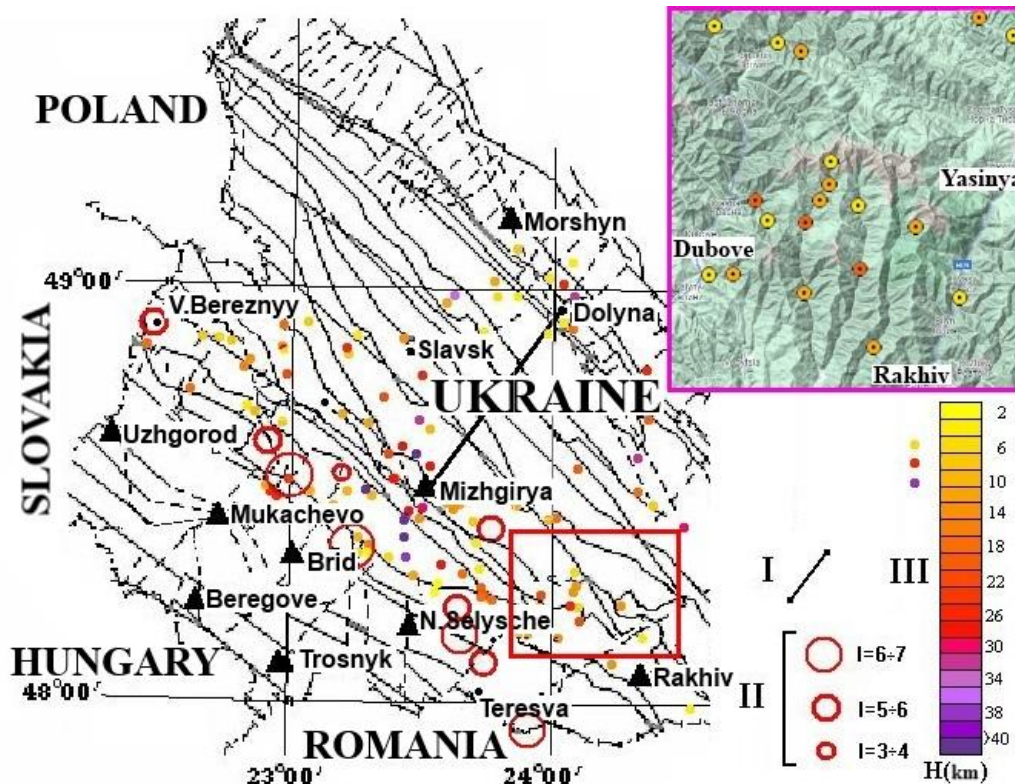 POLAND
Morshyn
49°00′
V.Bereznyy
Dolyna
Slavsk
SLOVAKIA
UKRAINE
Uzhgorod
Mizhgirya
Mukachevo
Brid
Beregove
N.Selysche
HUNGARY
Trosnyk
Rakhiv
48°00′
Teresva
ROMANIA
23°00′
24°00′
Yasinya
Dubove
Rakhiv
I
II
I=6÷7
I=5÷6
I=3÷4
III
2
6
10
14
18
22
26
30
34
38
>40
H(km)